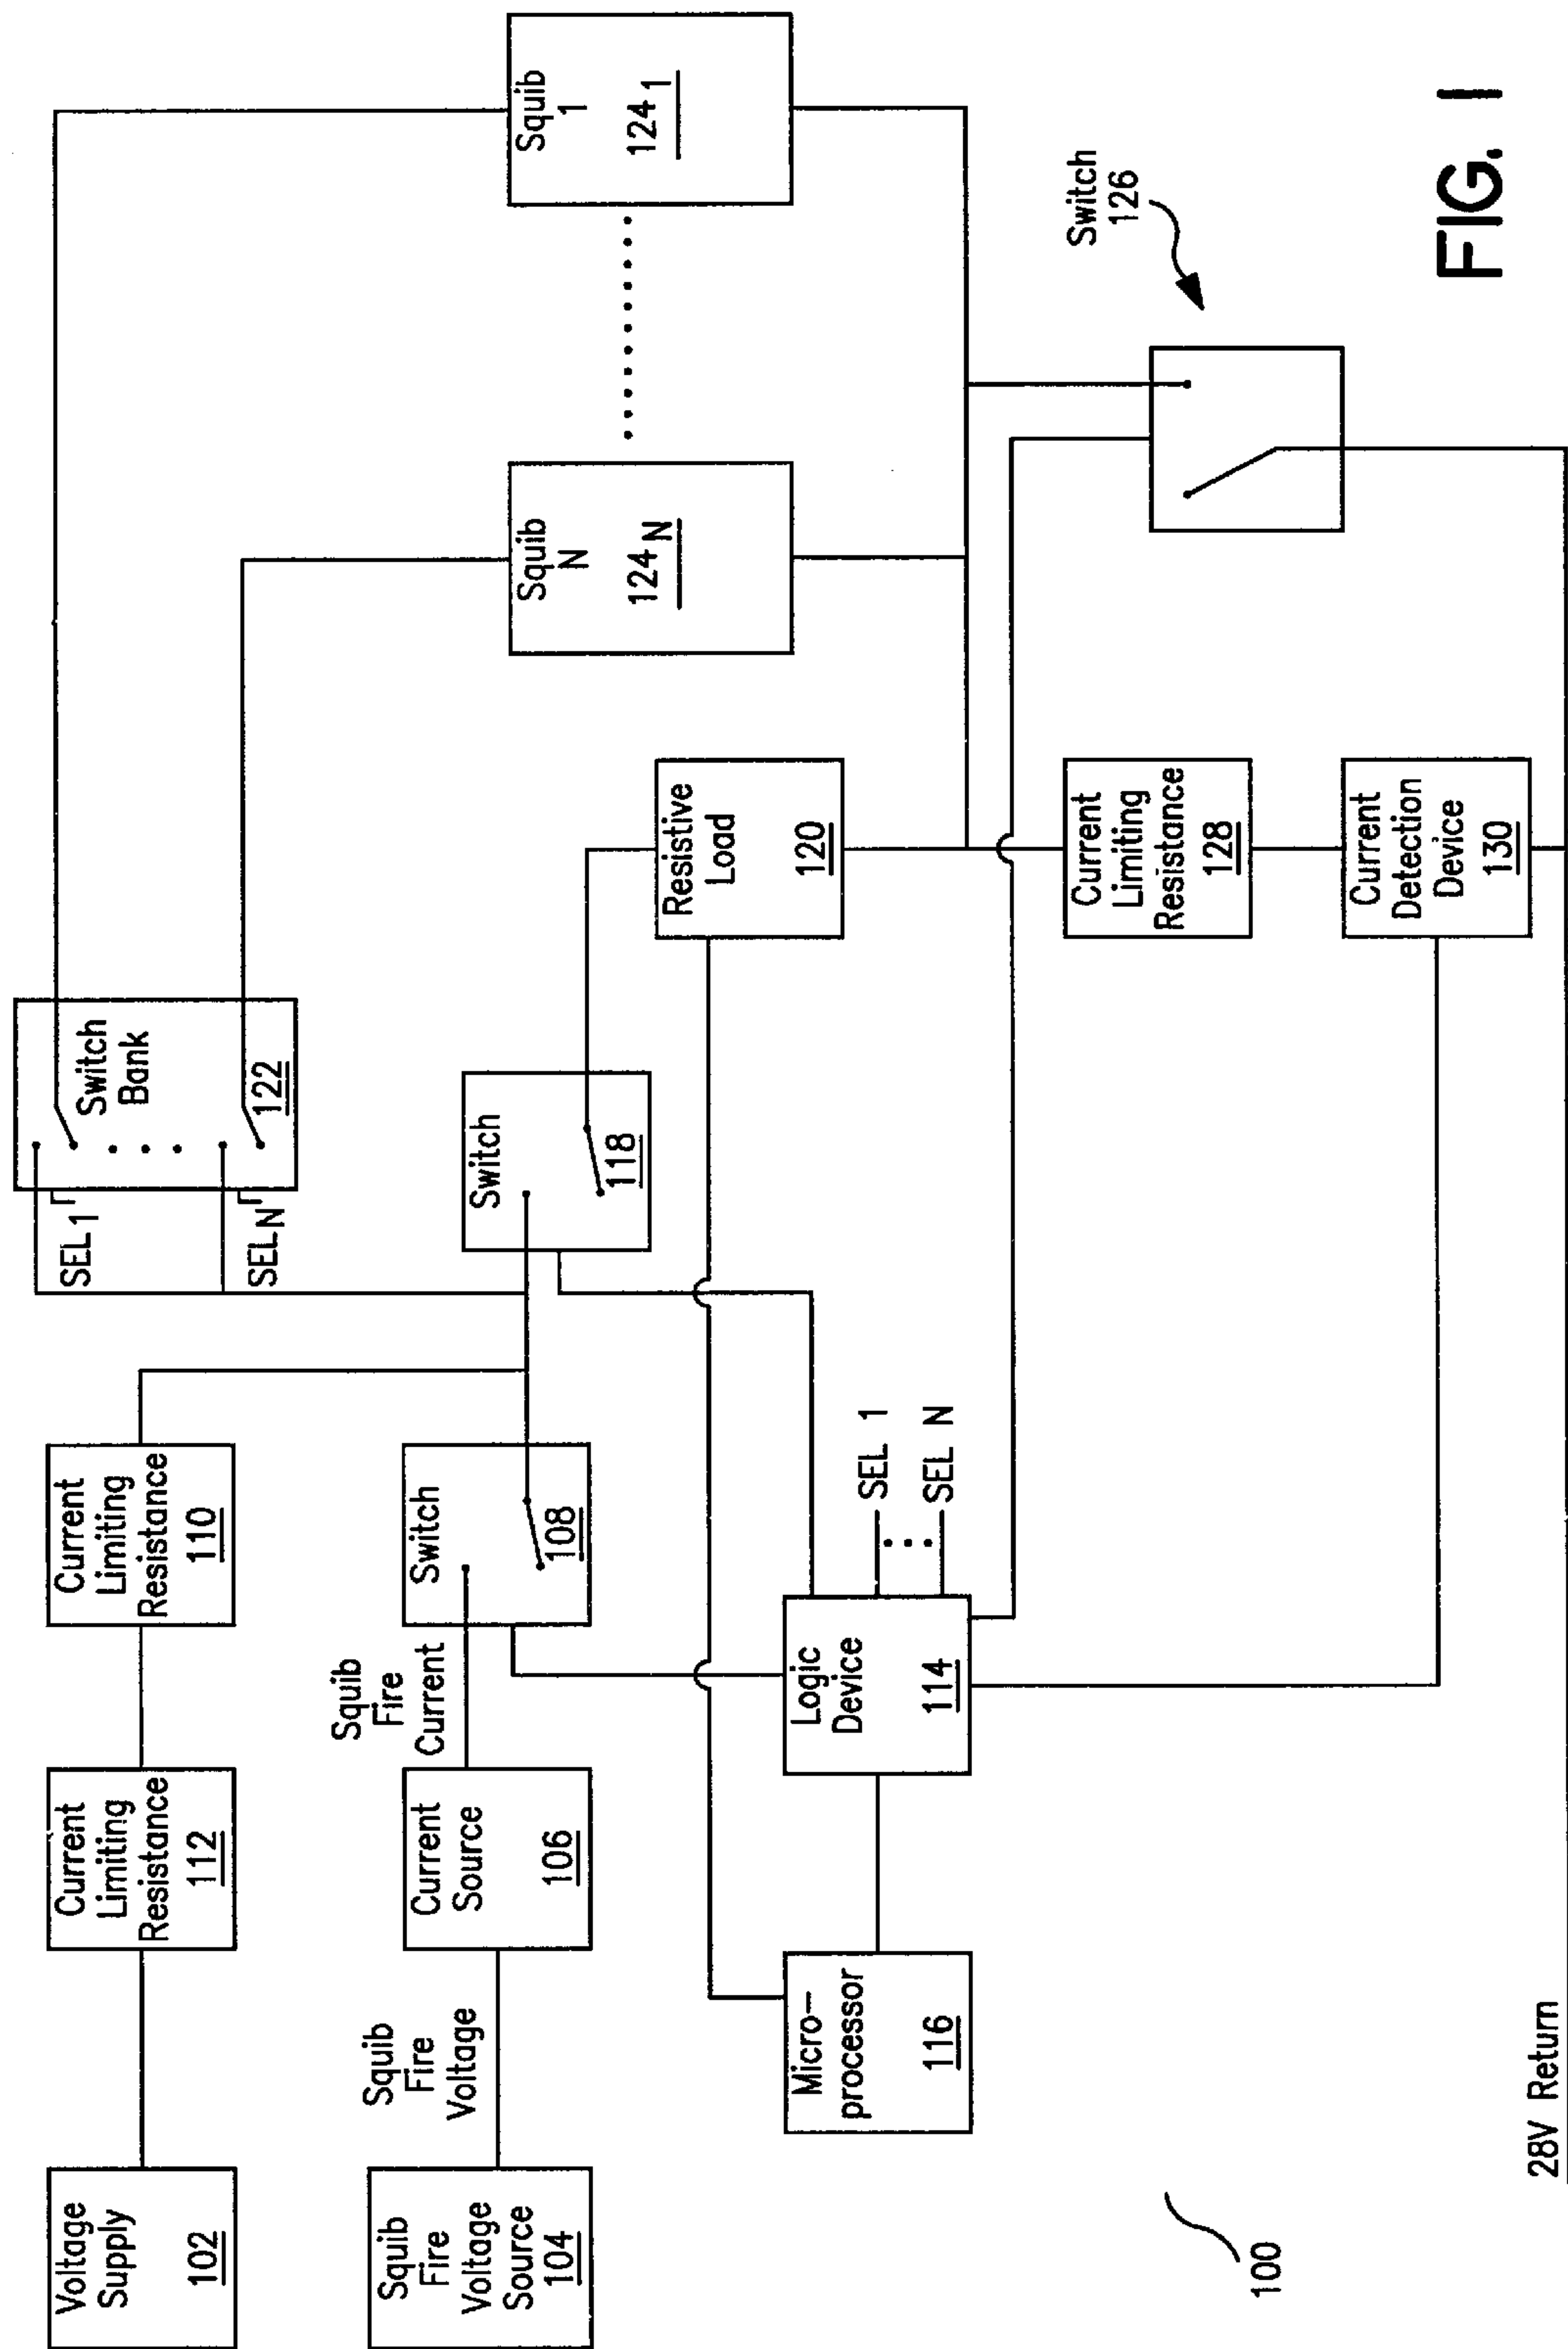 Voltage
Supply
102
Current
Limiting
Resistance
112
Current
Limiting
Resistance
110
SEL 1
SEL N
Switch
Bank
122
Squib
Fire
Voltage
Source
104
Squib
Fire
Voltage
Current
Source
106
Squib
Fire
Current
Switch
108
Switch
118
Squib
N
124 N
Squib
1
124 1
Micro-
processor
116
Logic
Device
114
SEL 1
SEL N
Resistive
Load
120
Current
Limiting
Resistance
128
Current
Detection
Device
130
Switch
126
100
28V Return
FIG. 1